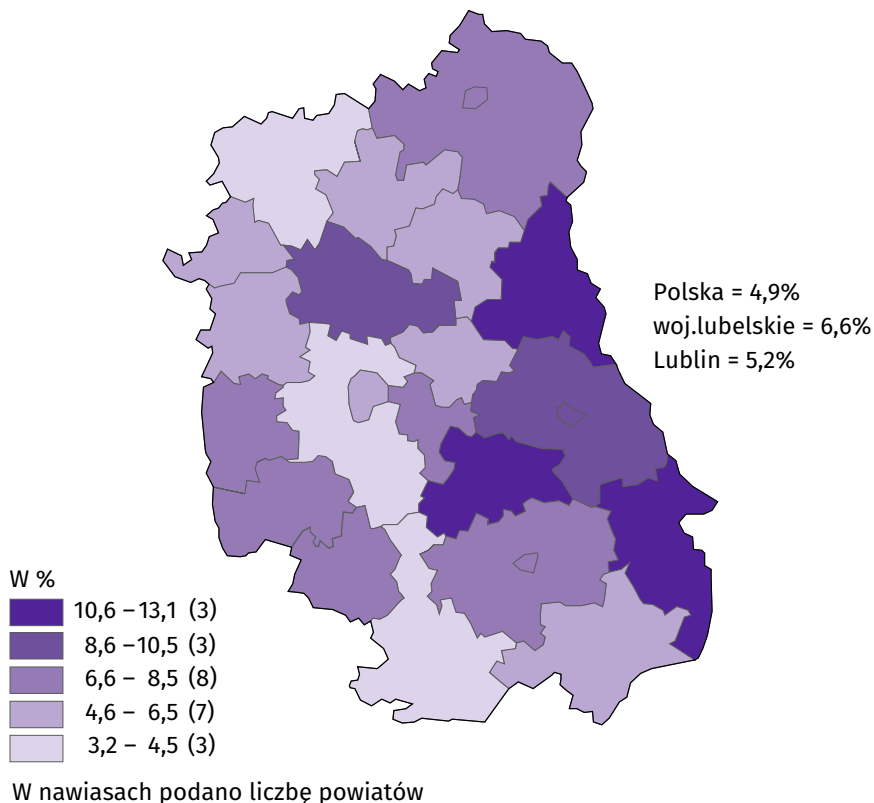 Polska = 4,9%
woj.lubelskie = 6,6%
Lublin = 5,2%
W %
10,6 – 13,1 (3)
8,6 – 10,5 (3)
6,6 – 8,5 (8)
4,6 – 6,5 (7)
3,2 – 4,5 (3)
W nawiasach podano liczbę powiatów